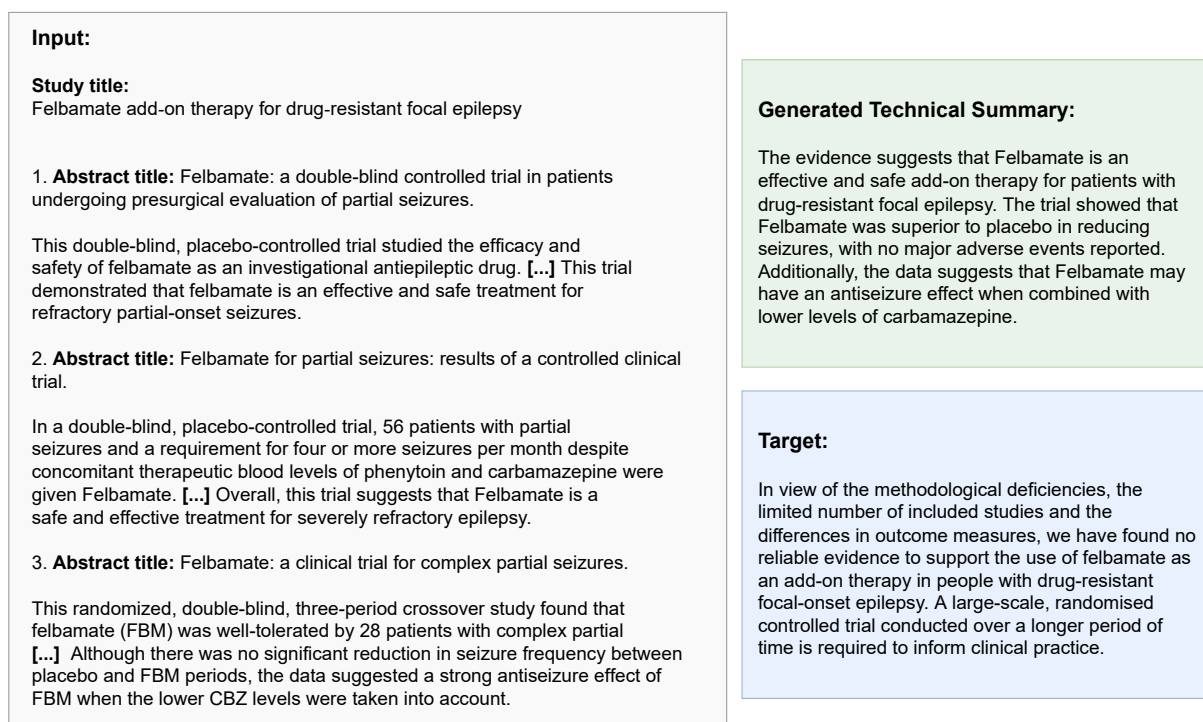 Input:
Study title:
Felbamate add-on therapy for drug-resistant focal epilepsy
1. Abstract title: Felbamate: a double-blind controlled trial in patients
undergoing presurgical evaluation of partial seizures.
This double-blind, placebo-controlled trial studied the efficacy and
safety of felbamate as an investigational antiepileptic drug. [...] This trial
demonstrated that felbamate is an effective and safe treatment for
refractory partial-onset seizures.
2. Abstract title: Felbamate for partial seizures: results of a controlled clinical
trial.
In a double-blind, placebo-controlled trial, 56 patients with partial
seizures and a requirement for four or more seizures per month despite
concomitant therapeutic blood levels of phenytoin and carbamazepine were
given Felbamate. [...] Overall, this trial suggests that Felbamate is a
safe and effective treatment for severely refractory epilepsy.
3. Abstract title: Felbamate: a clinical trial for complex partial seizures.
This randomized, double-blind, three-period crossover study found that
felbamate (FBM) was well-tolerated by 28 patients with complex partial
[...] Although there was no significant reduction in seizure frequency between
placebo and FBM periods, the data suggested a strong antiseizure effect of
FBM when the lower CBZ levels were taken into account.
Generated Technical Summary:
The evidence suggests that Felbamate is an
effective and safe add-on therapy for patients with
drug-resistant focal epilepsy. The trial showed that
Felbamate was superior to placebo in reducing
seizures, with no major adverse events reported.
Additionally, the data suggests that Felbamate may
have an antiseizure effect when combined with
lower levels of carbamazepine.
Target:
In view of the methodological deficiencies, the
limited number of included studies and the
differences in outcome measures, we have found no
reliable evidence to support the use of felbamate as
an add-on therapy in people with drug-resistant
focal-onset epilepsy. A large-scale, randomised
controlled trial conducted over a longer period of
time is required to inform clinical practice.